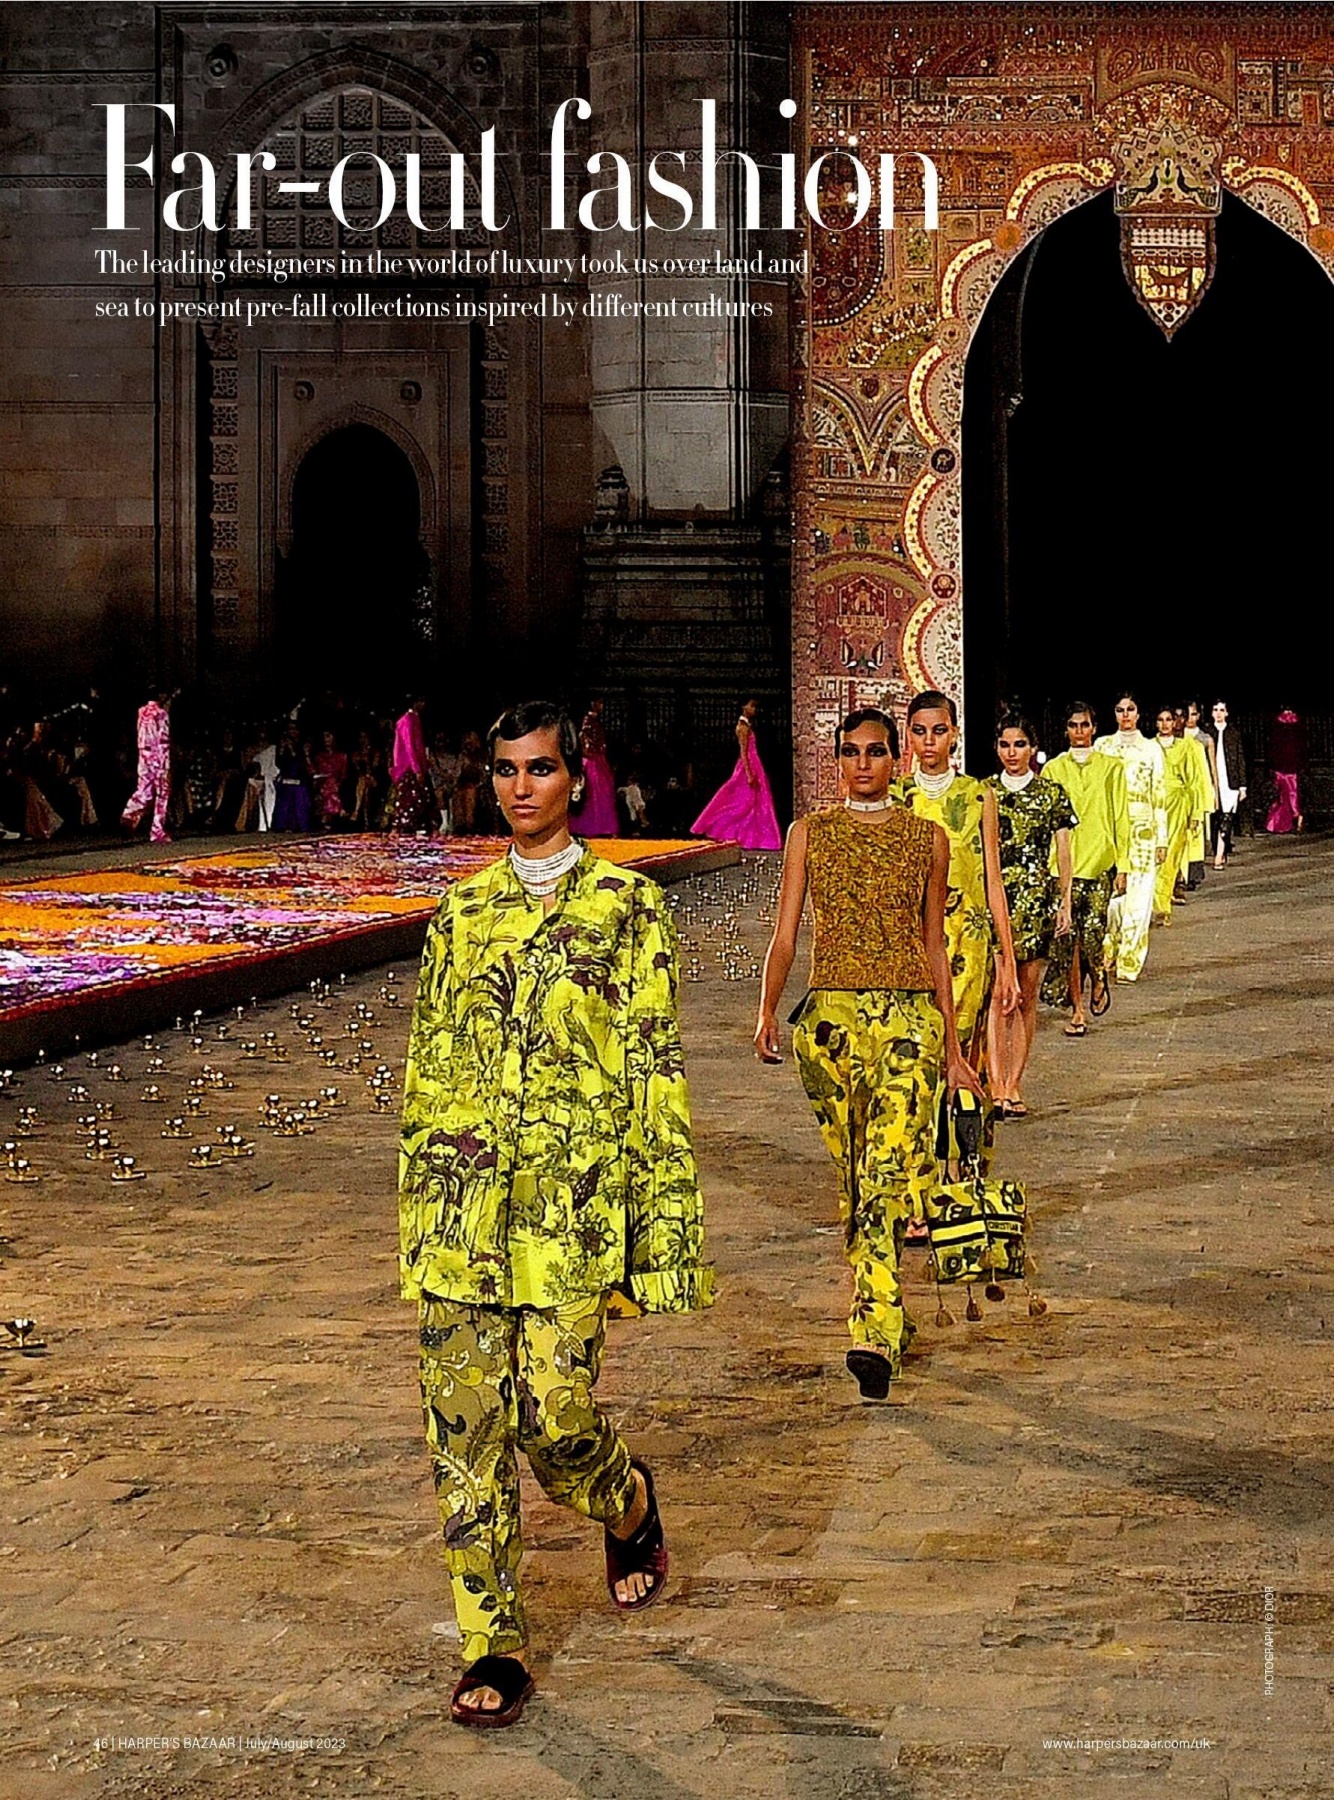 Far-out fashion
The leading designers in the world of luxury took us over land and
sea to present pre-fall collections inspired by different cultures
CHRISTIAN
PHOTOGRAPH: © DIOR
46 | HARPER'S BAZAAR | July/August 2023
www.harpersbazaar.com/uk